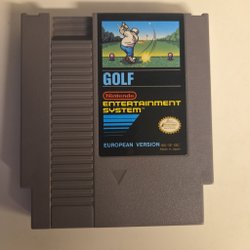 GOLF
Nintendo
ENTERTAINMENT
SYSTEM
EUROPEAN VERSION